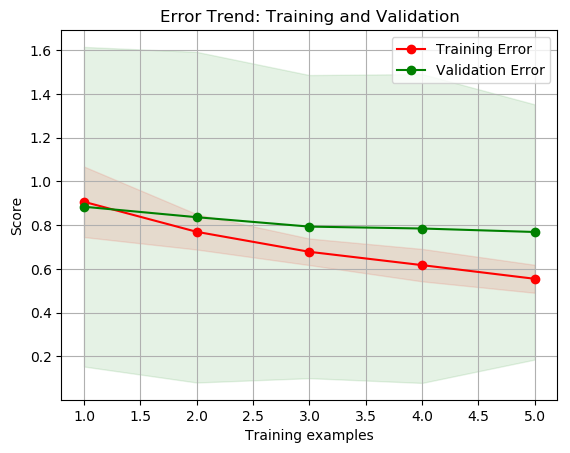 Error Trend: Training and Validation
Training Error
Validation Error
1.6
1.4
1.2
1.0
0.8
0.6
0.4
0.2
Score
1.0 1.5 2.0 2.5 3.0 3.5 4.0 4.5 5.0
Training examples